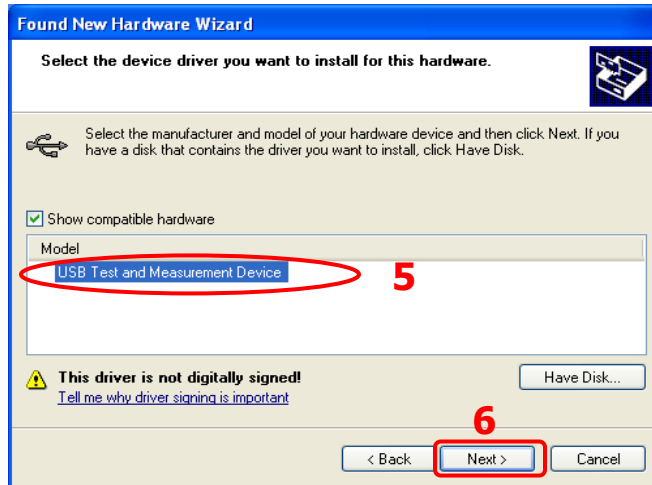 Found New Hardware Wizard
Select the device driver you want to install for this hardware.
Select the manufacturer and model of your hardware device and then click Next. If you
have a disk that contains the driver you want to install, click Have Disk.
Show compatible hardware
Model
USB Test and Measurement Device
5
This driver is not digitally signed!
Have Disk...
Tell me why driver signing is important
6
< Back
Next >
Cancel